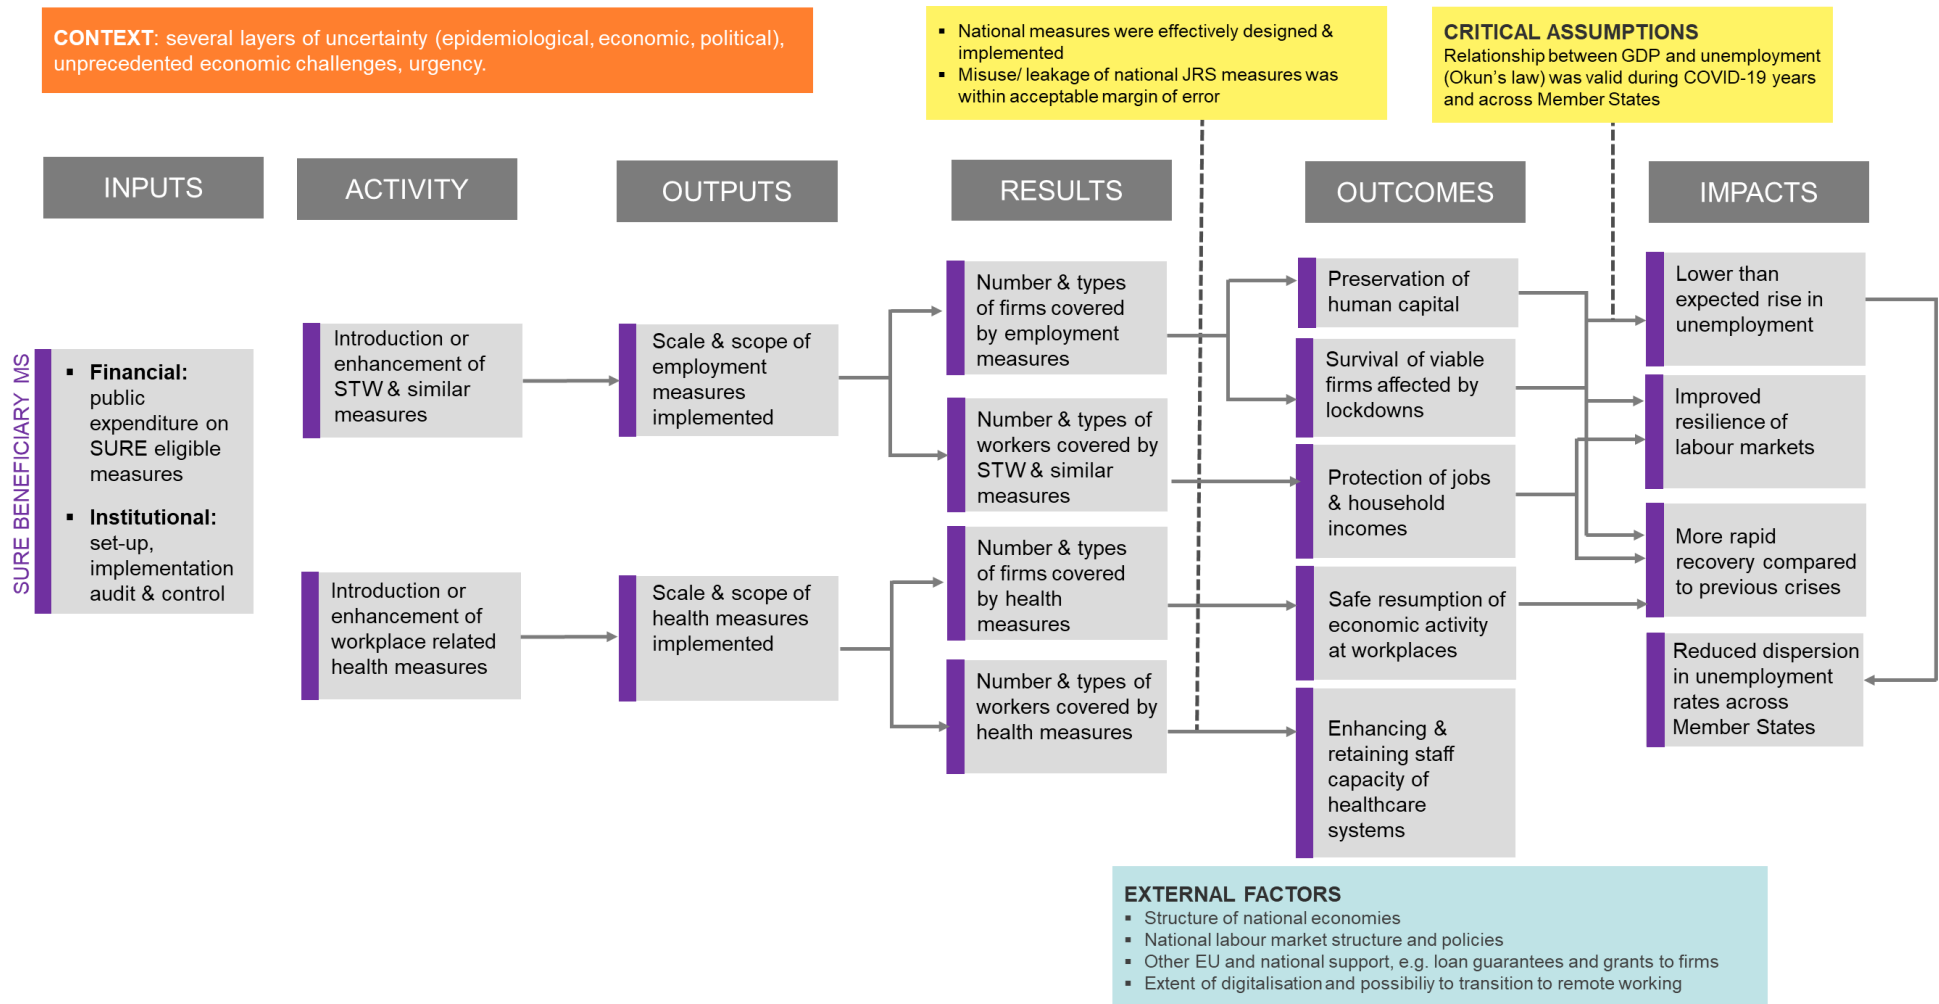 CONTEXT: several layers of uncertainty (epidemiological, economic, political),
unprecedented economic challenges, urgency.
▪ National measures were effectively designed &
implemented
▪ Misuse/ leakage of national JRS measures was
within acceptable margin of error
CRITICAL ASSUMPTIONS
Relationship between GDP and unemployment
(Okun's law) was valid during COVID-19 years
and across Member States
INPUTS
ACTIVITY
OUTPUTS
RESULTS
OUTCOMES
IMPACTS
SURE BENEFICIARY MS
▪ Financial:
public
expenditure on
SURE eligible
measures
▪ Institutional:
set-up,
implementation
audit & control
Introduction or
enhancement of
STW & similar
measures
Introduction or
enhancement of
workplace related
health measures
Scale & scope of
employment
measures
implemented
Scale & scope of
health measures
implemented
Number & types
of firms covered
by employment
measures
Number & types of
workers covered by
STW & similar
measures
Number & types
of firms covered
by health
measures
Number & types of
workers covered by
health measures
Preservation of
human capital
Survival of viable
firms affected by
lockdowns
Protection of jobs
& household
incomes
Safe resumption of
economic activity
at workplaces
Enhancing &
retaining staff
capacity of
healthcare
systems
Lower than
expected rise in
unemployment
Improved
resilience of
labour markets
More rapid
recovery compared
to previous crises
Reduced dispersion
in unemployment
rates across
Member States
EXTERNAL FACTORS
▪ Structure of national economies
▪ National labour market structure and policies
▪ Other EU and national support, e.g. loan guarantees and grants to firms
▪ Extent of digitalisation and possibiliy to transition to remote working